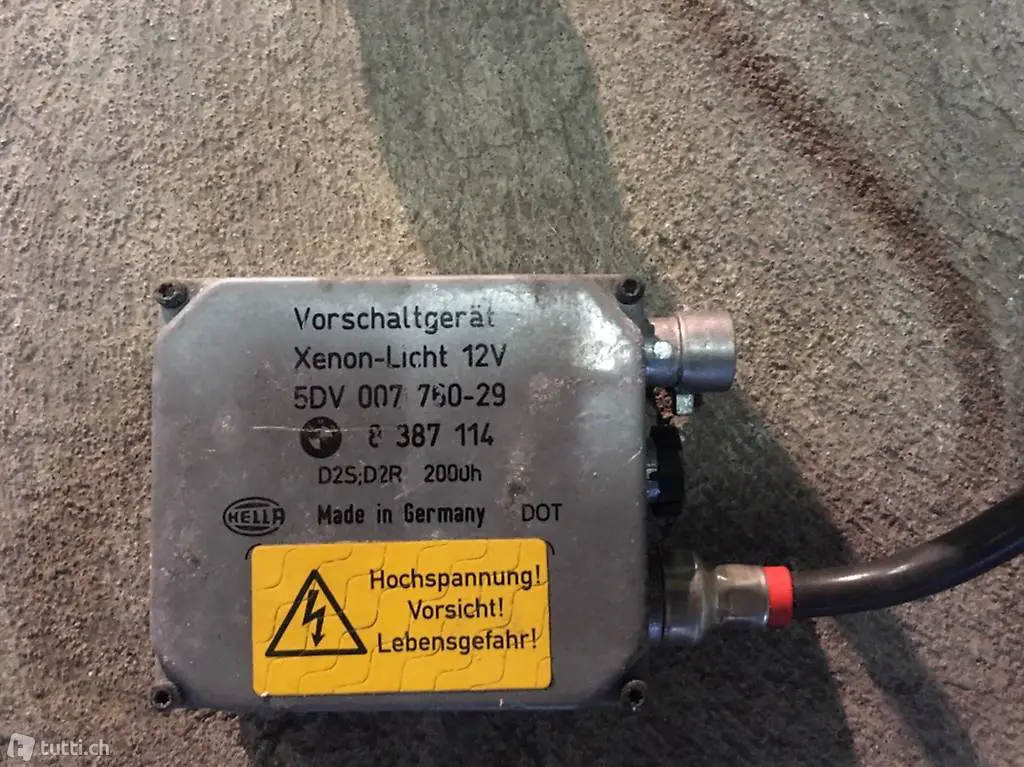 Vorschaltgerät
Xenon-Licht 12V
5DV 007 760-29
8 387 114
D2S;D2R 2000h
HELLA Made in Germany DOT
Hochspannung!
Vorsicht!
Lebensgefahr!
tutti.ch